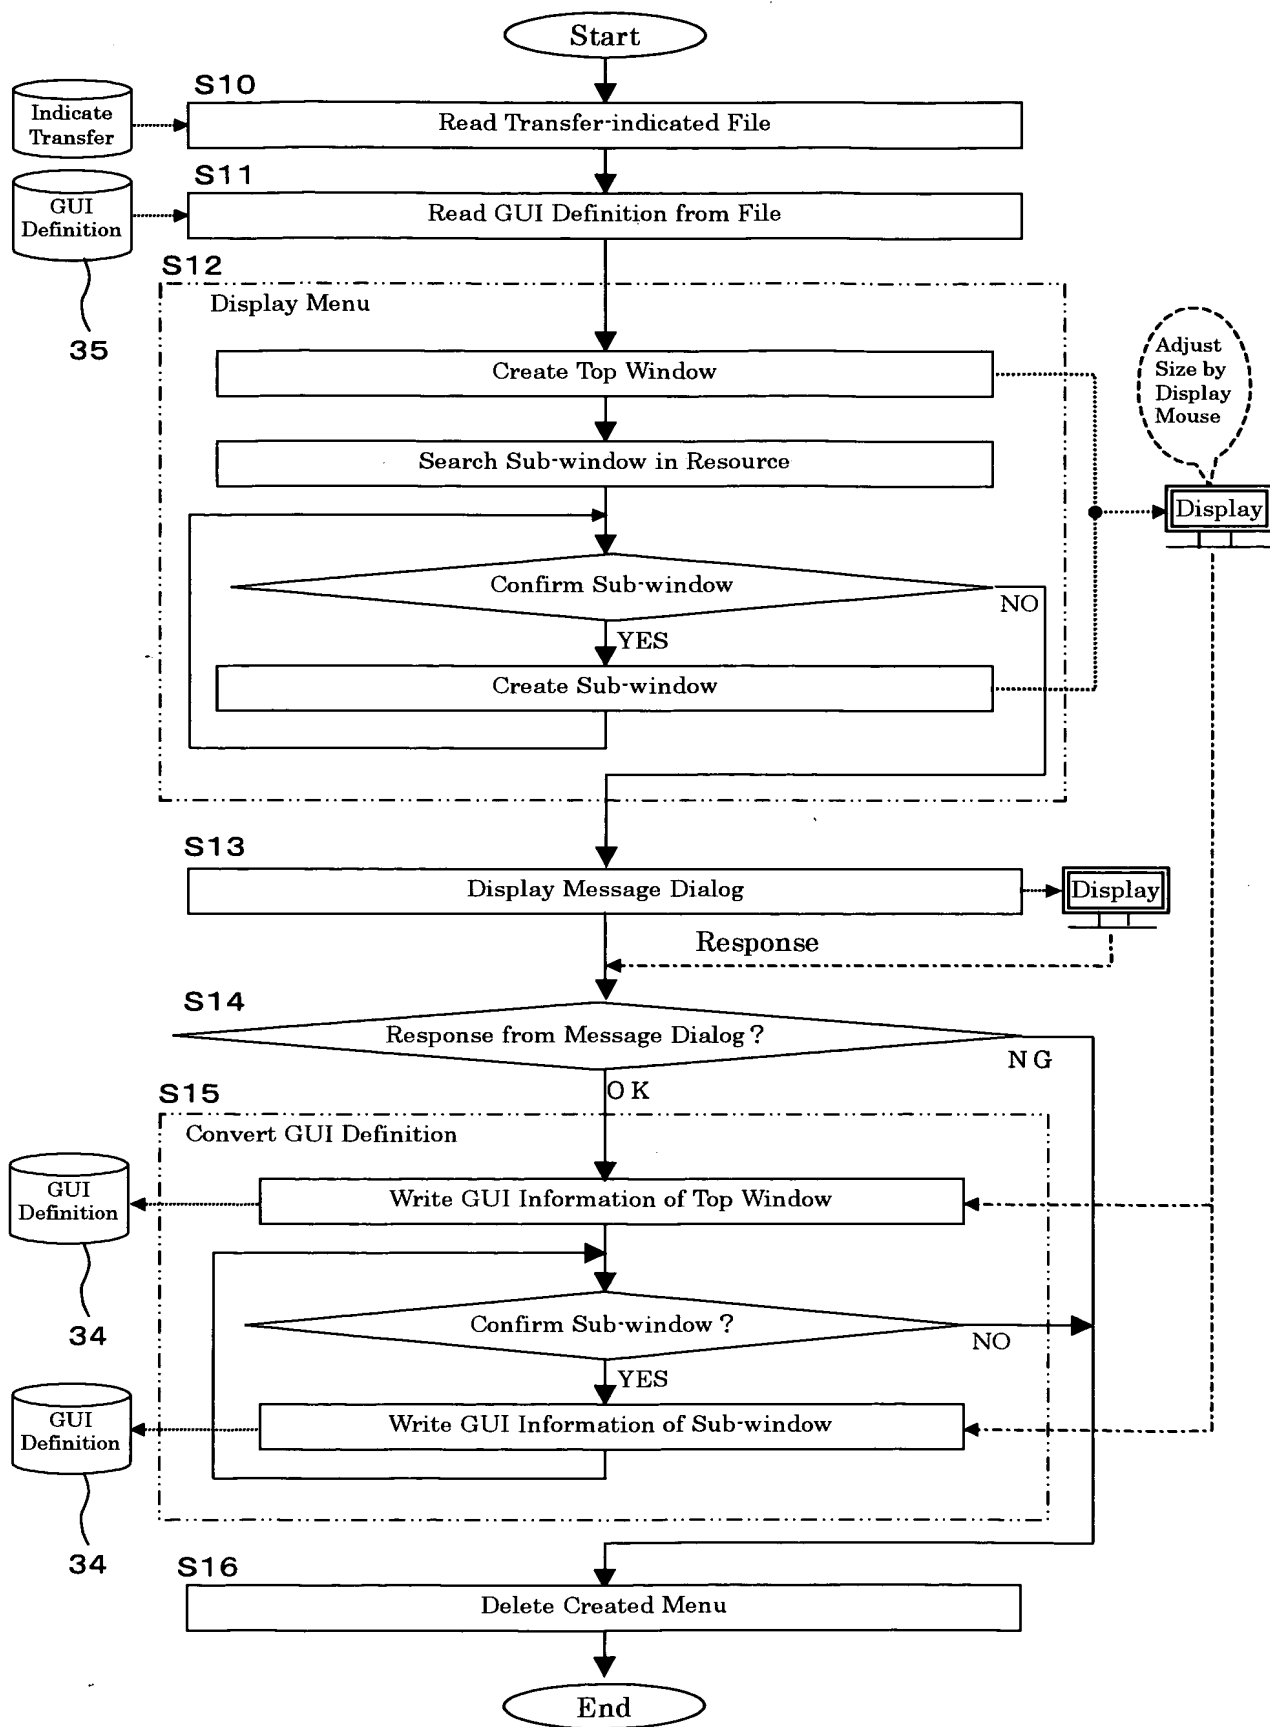 Start
S10
Indicate
Transfer
Read Transfer-indicated File
S11
GUI
Definition
Read GUI Definition from File
35
S12
Display Menu
Create Top Window
Adjust
Size by
Display
Mouse
Search Sub-window in Resource
Display
Confirm Sub-window
NO
YES
Create Sub-window
S13
Display Message Dialog
Display
Response
S14
Response from Message Dialog?
NG
OK
S15
Convert GUI Definition
GUI
Definition
Write GUI Information of Top Window
34
Confirm Sub-window?
NO
YES
GUI
Definition
Write GUI Information of Sub-window
34
S16
Delete Created Menu
End